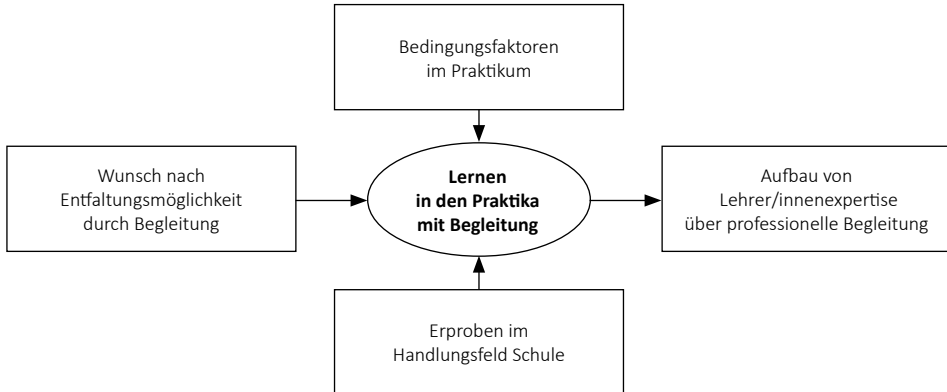 Bedingungsfaktoren
im Praktikum
Wunsch nach
Entfaltungsmöglichkeit
durch Begleitung
Lernen
in den Praktika
mit Begleitung
Aufbau von
Lehrer/innenexpertise
über professionelle Begleitung
Erproben im
Handlungsfeld Schule